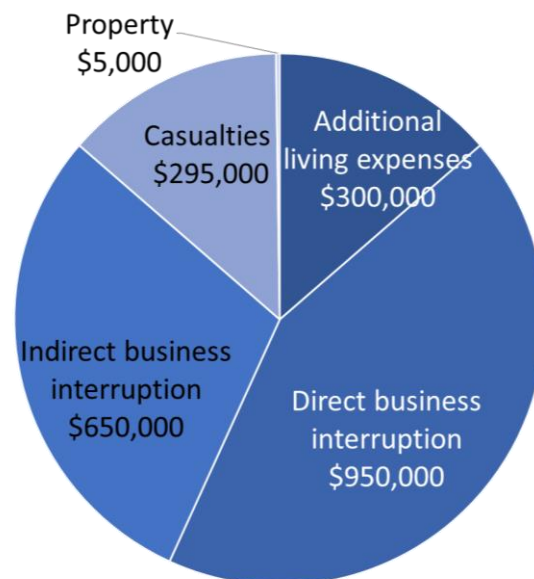 Property
$5,000
Casualties
$295,000
Additional
living expenses
$300,000
Indirect business
interruption
$650,000
Direct business
interruption
$950,000